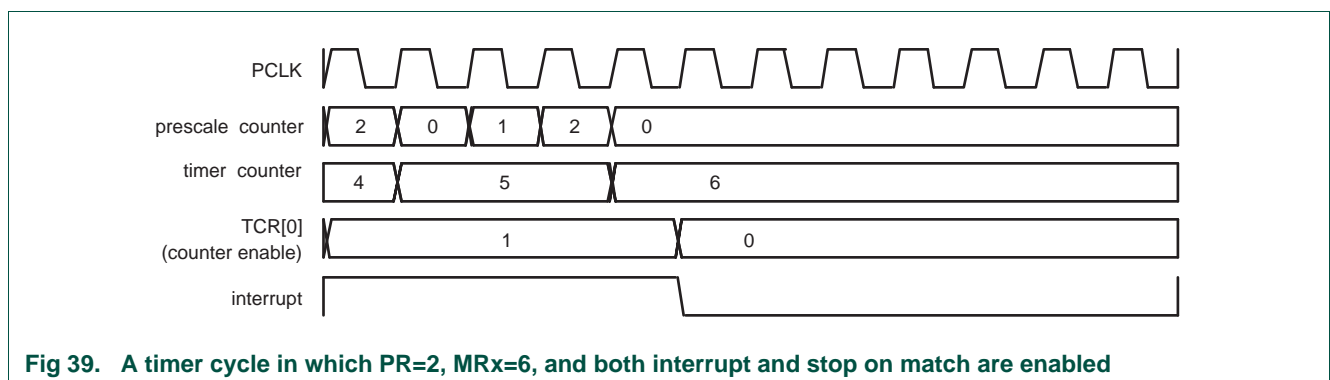 PCLK
prescale counter
2 0 1 2 0
timer counter
4 5 6
TCR[0]
(counter enable)
1 0
interrupt
Fig 39. A timer cycle in which PR=2, MRx=6, and both interrupt and stop on match are enabled